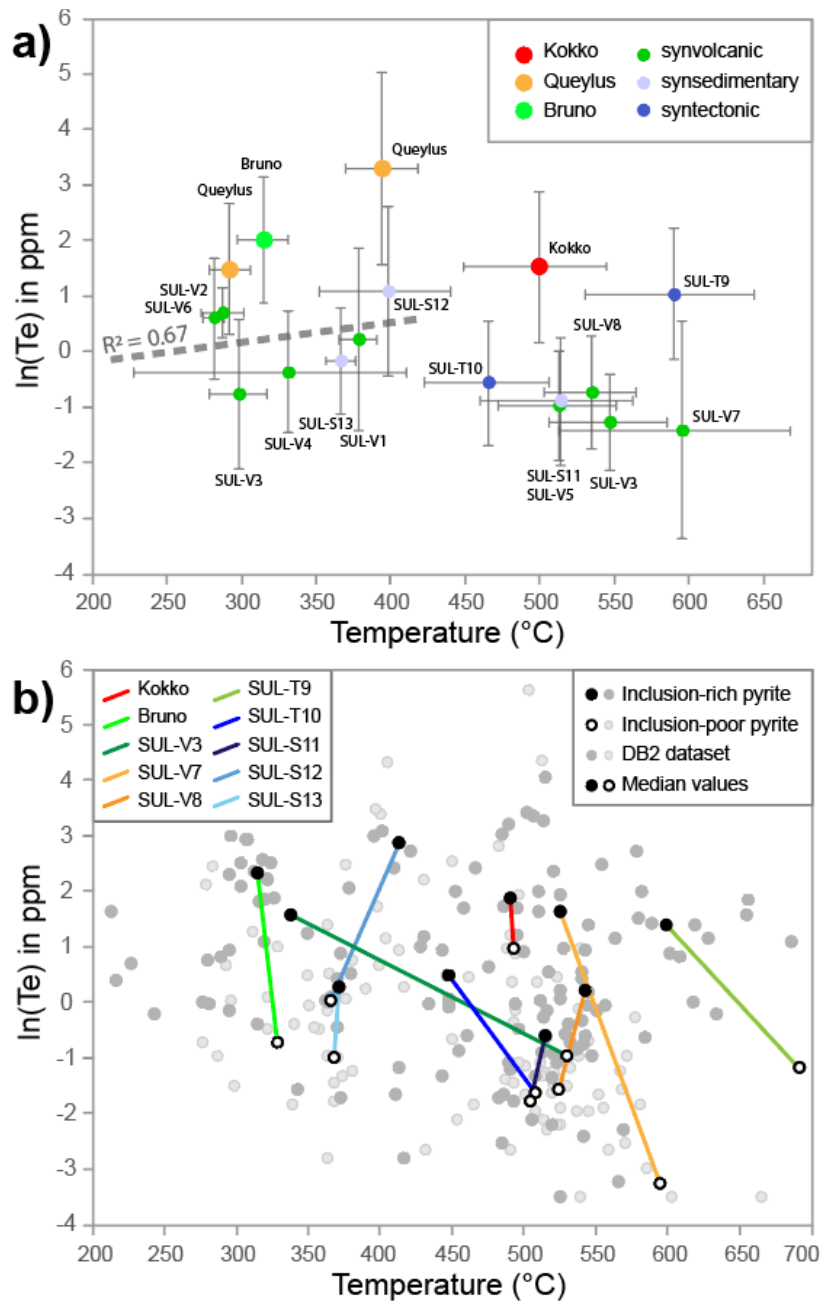 a)
ln(Te) in ppm
6
5
4
3
2
1
0
-1
-2
-3
-4
Kokko
synvolcanic
Queylus
synsedimentary
Bruno
syntectonic
Queylus
Bruno
Queylus
Kokko
SUL-V2
SUL-V6
SUL-S12
SUL-T9
R² = 0.67
SUL-T10
SUL-V8
SUL-S13
SUL-V4
SUL-V1
SUL-V7
SUL-V3
SUL-S11
SUL-V5
SUL-V3
200 250 300 350 400 450 500 550 600 650
Temperature (°C)
b)
ln(Te) in ppm
6
5
4
3
2
1
0
-1
-2
-3
-4
Kokko
SUL-T9
Bruno
SUL-T10
SUL-V3
SUL-S11
SUL-V7
SUL-S12
SUL-V8
SUL-S13
Inclusion-rich pyrite
Inclusion-poor pyrite
DB2 dataset
Median values
200 250 300 350 400 450 500 550 600 650 700
Temperature (°C)